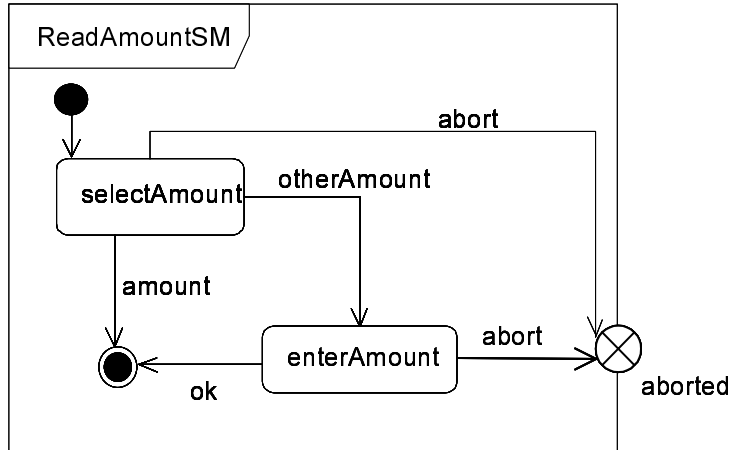 ReadAmountSM
abort
otherAmount
selectAmount
amount
abort
enterAmount
ok
aborted